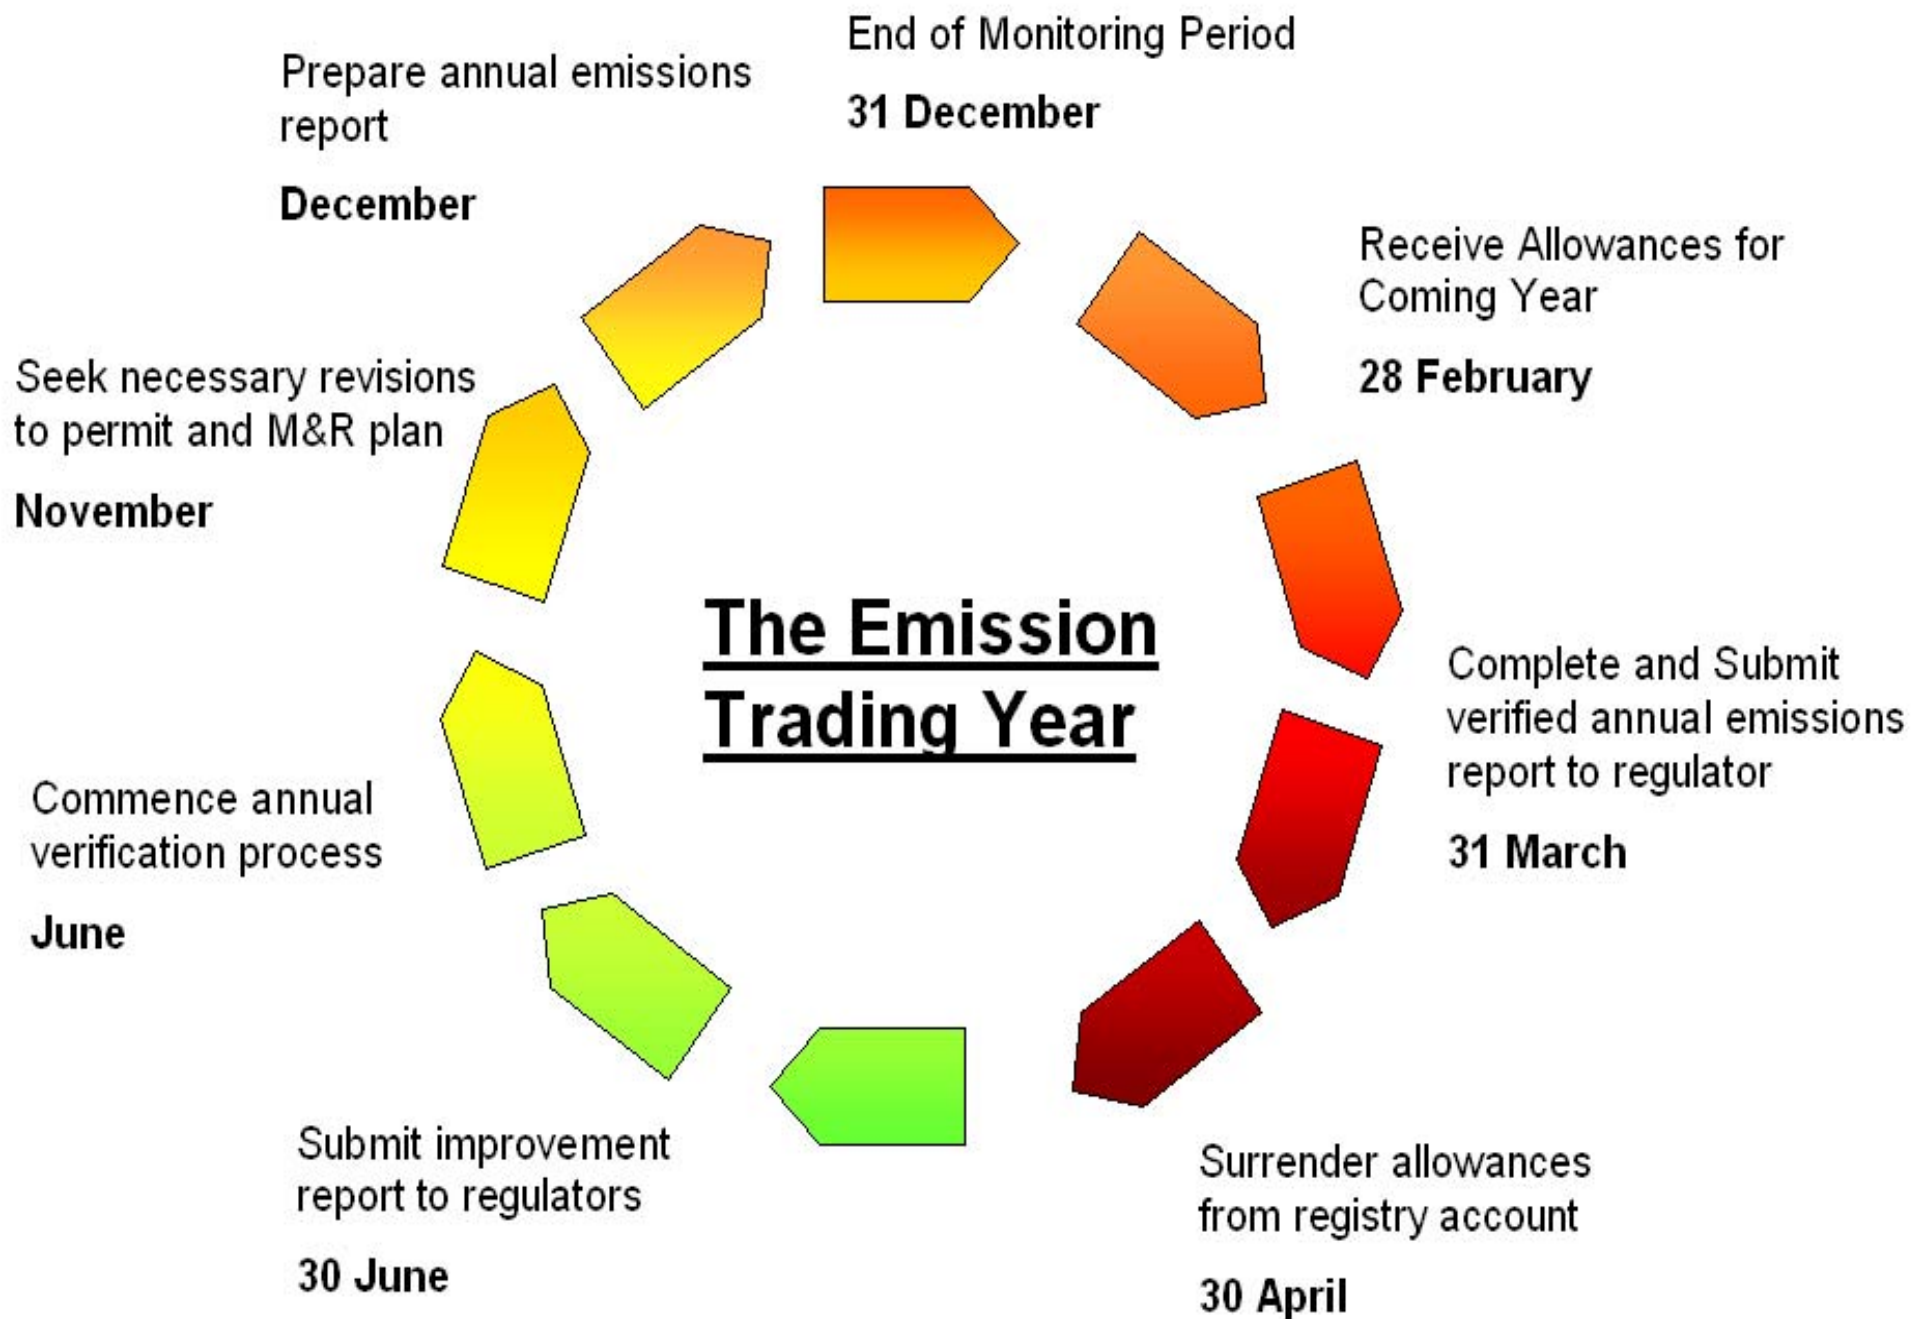 End of Monitoring Period
31 December
Receive Allowances for
Coming Year
28 February
Complete and Submit
verified annual emissions
report to regulator
31 March
Surrender allowances
from registry account
30 April
Submit improvement
report to regulators
30 June
Commence annual
verification process
June
Seek necessary revisions
to permit and M&R plan
November
Prepare annual emissions
report
December
The Emission
Trading Year